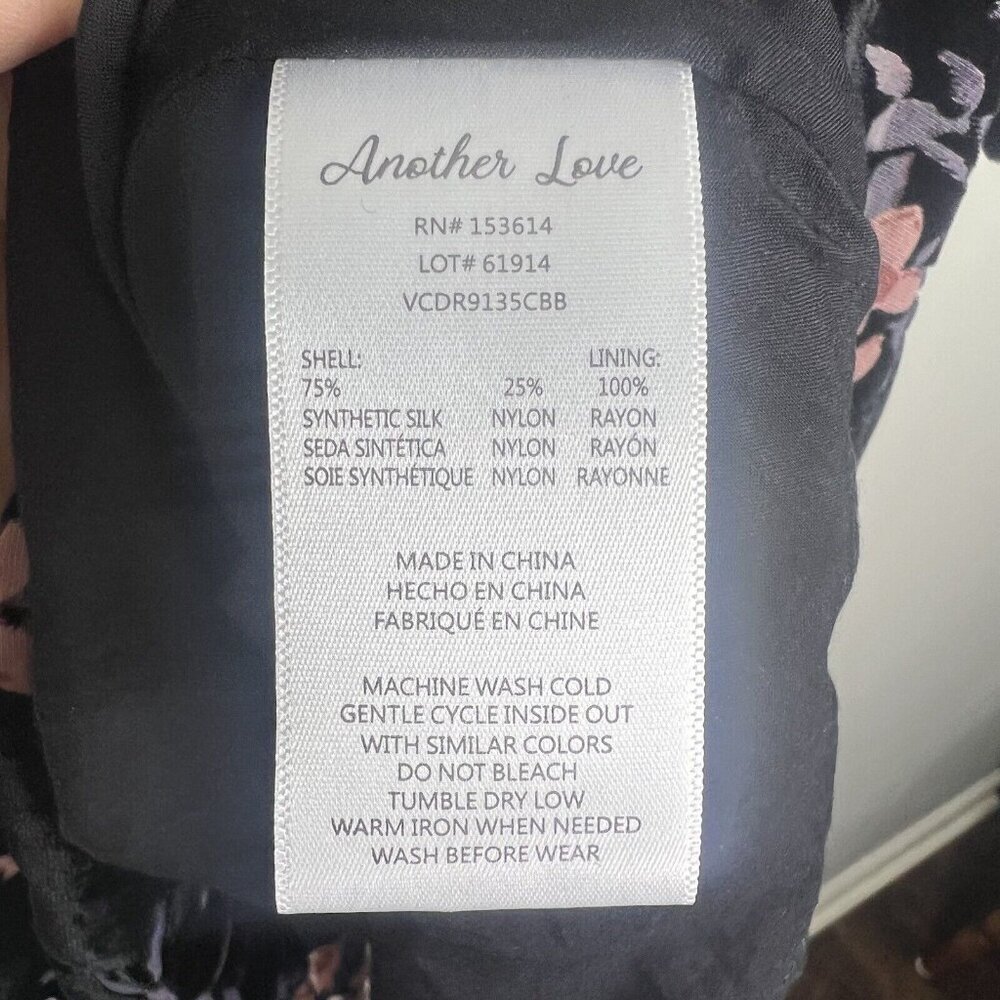 Another Love
RN# 153614
LOT# 61914
VCDR9135CBB
SHELL: LINING:
75% 25% 100%
SYNTHETIC SILK NYLON RAYON
SEDA SINTÉTICA NYLON RAYÓN
SOIE SYNTHÉTIQUE NYLON RAYONNE
MADE IN CHINA
HECHO EN CHINA
FABRIQUÉ EN CHINE
MACHINE WASH COLD
GENTLE CYCLE INSIDE OUT
WITH SIMILAR COLORS
DO NOT BLEACH
TUMBLE DRY LOW
WARM IRON WHEN NEEDED
WASH BEFORE WEAR